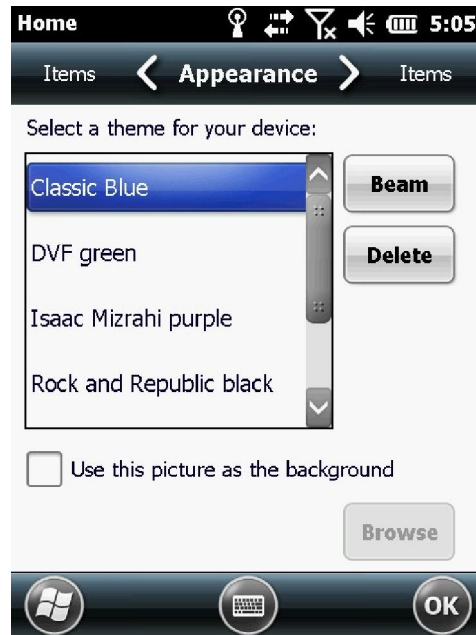 Home 5:05
Items Appearance Items
Select a theme for your device:
Classic Blue
Beam
DVF green
Delete
Isaac Mizrahi purple
Rock and Republic black
Use this picture as the background
Browse
OK